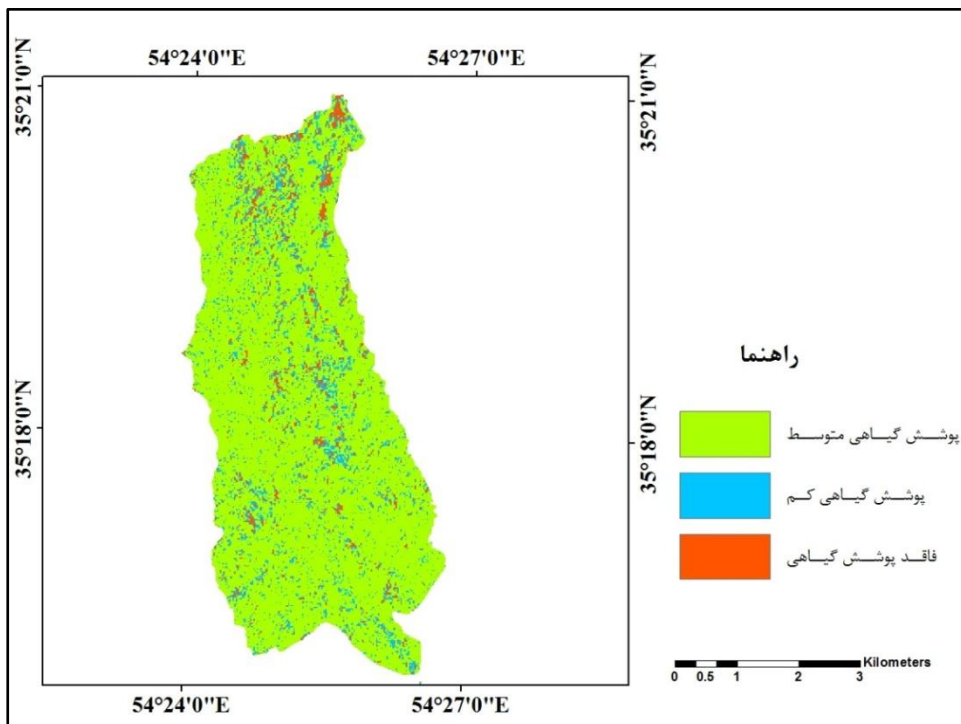 54°24'0"E 54°27'0"E
35°21'0"N
35°21'0"N
35°18'0"N
35°18'0"N
راهنما
پوشش گیاهی متوسط
پوشش گیاهی کم
فاقد پوشش گیاهی
Kilometers
0 0.5 1 2 3
54°24'0"E 54°27'0"E